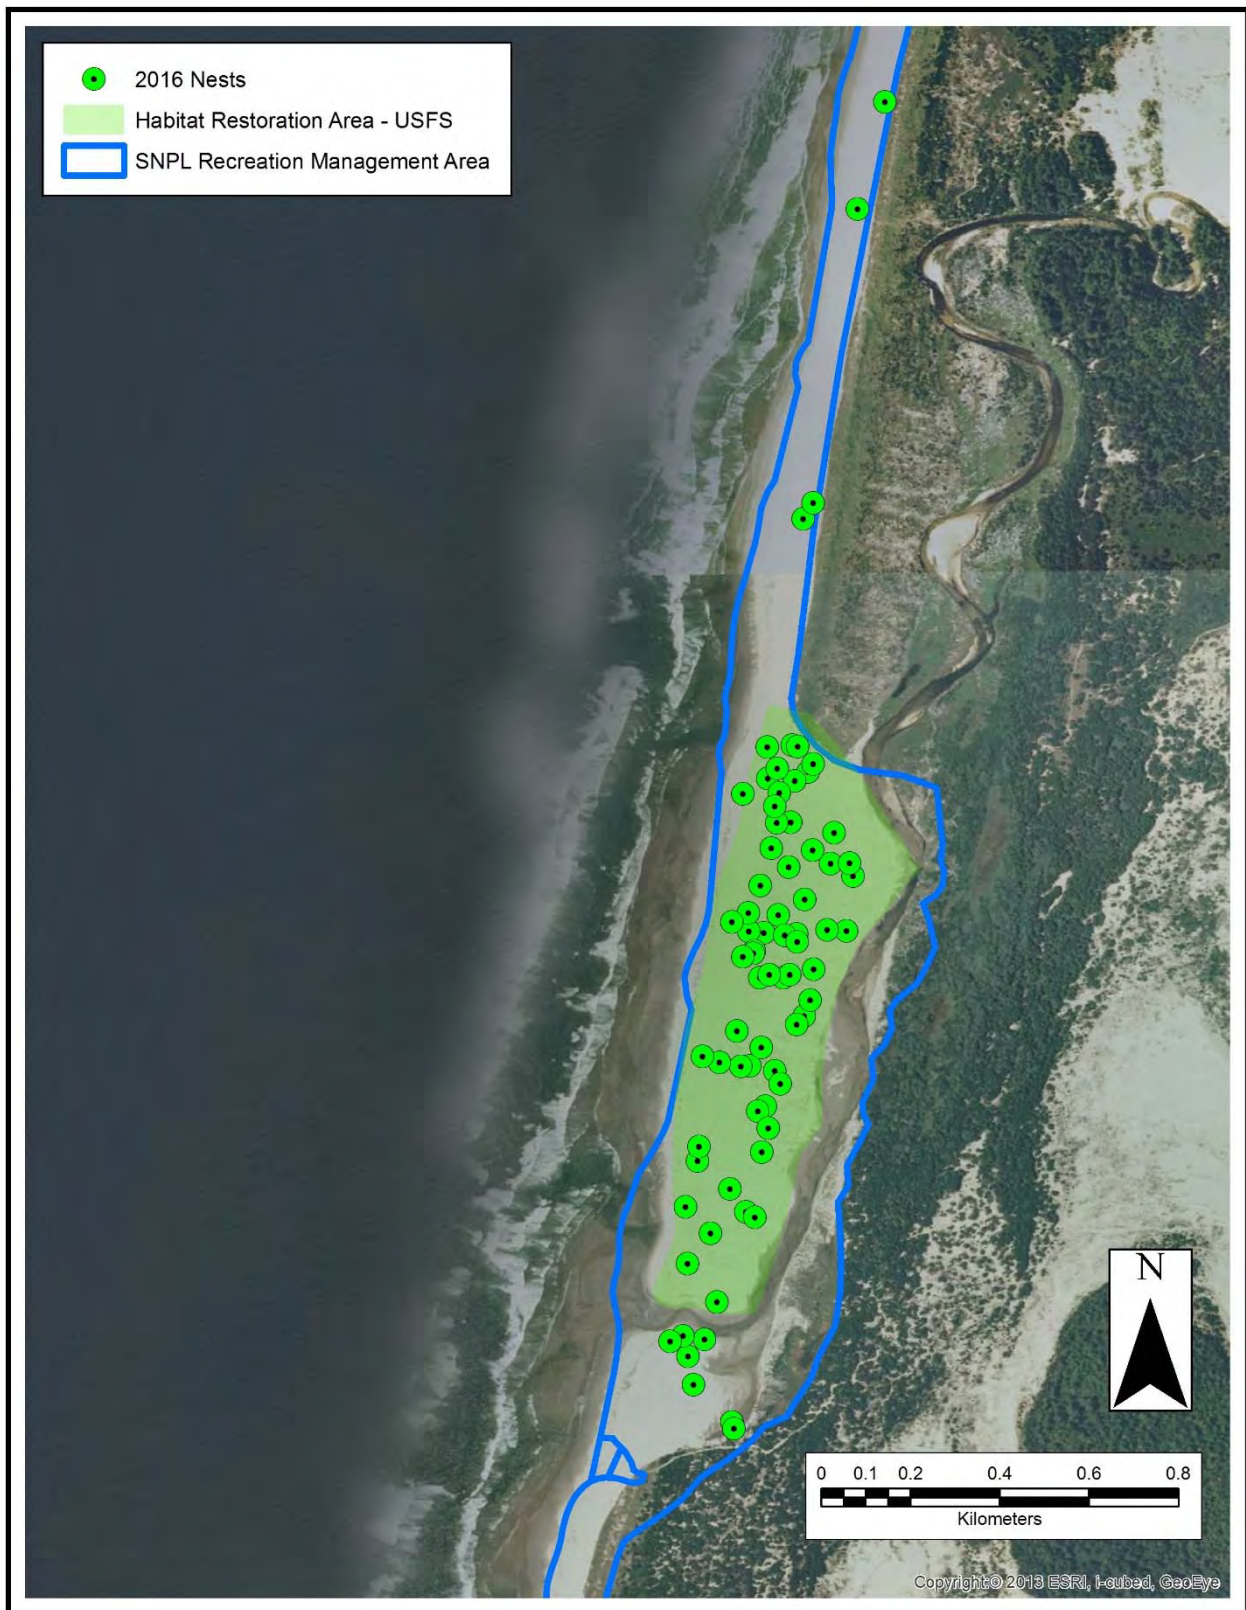 2016 Nests
Habitat Restoration Area - USFS
SNPL Recreation Management Area
N
0 0.1 0.2 0.4 0.6 0.8
Kilometers
Copyright:© 2013 ESRI, i-cubed, GeoEye